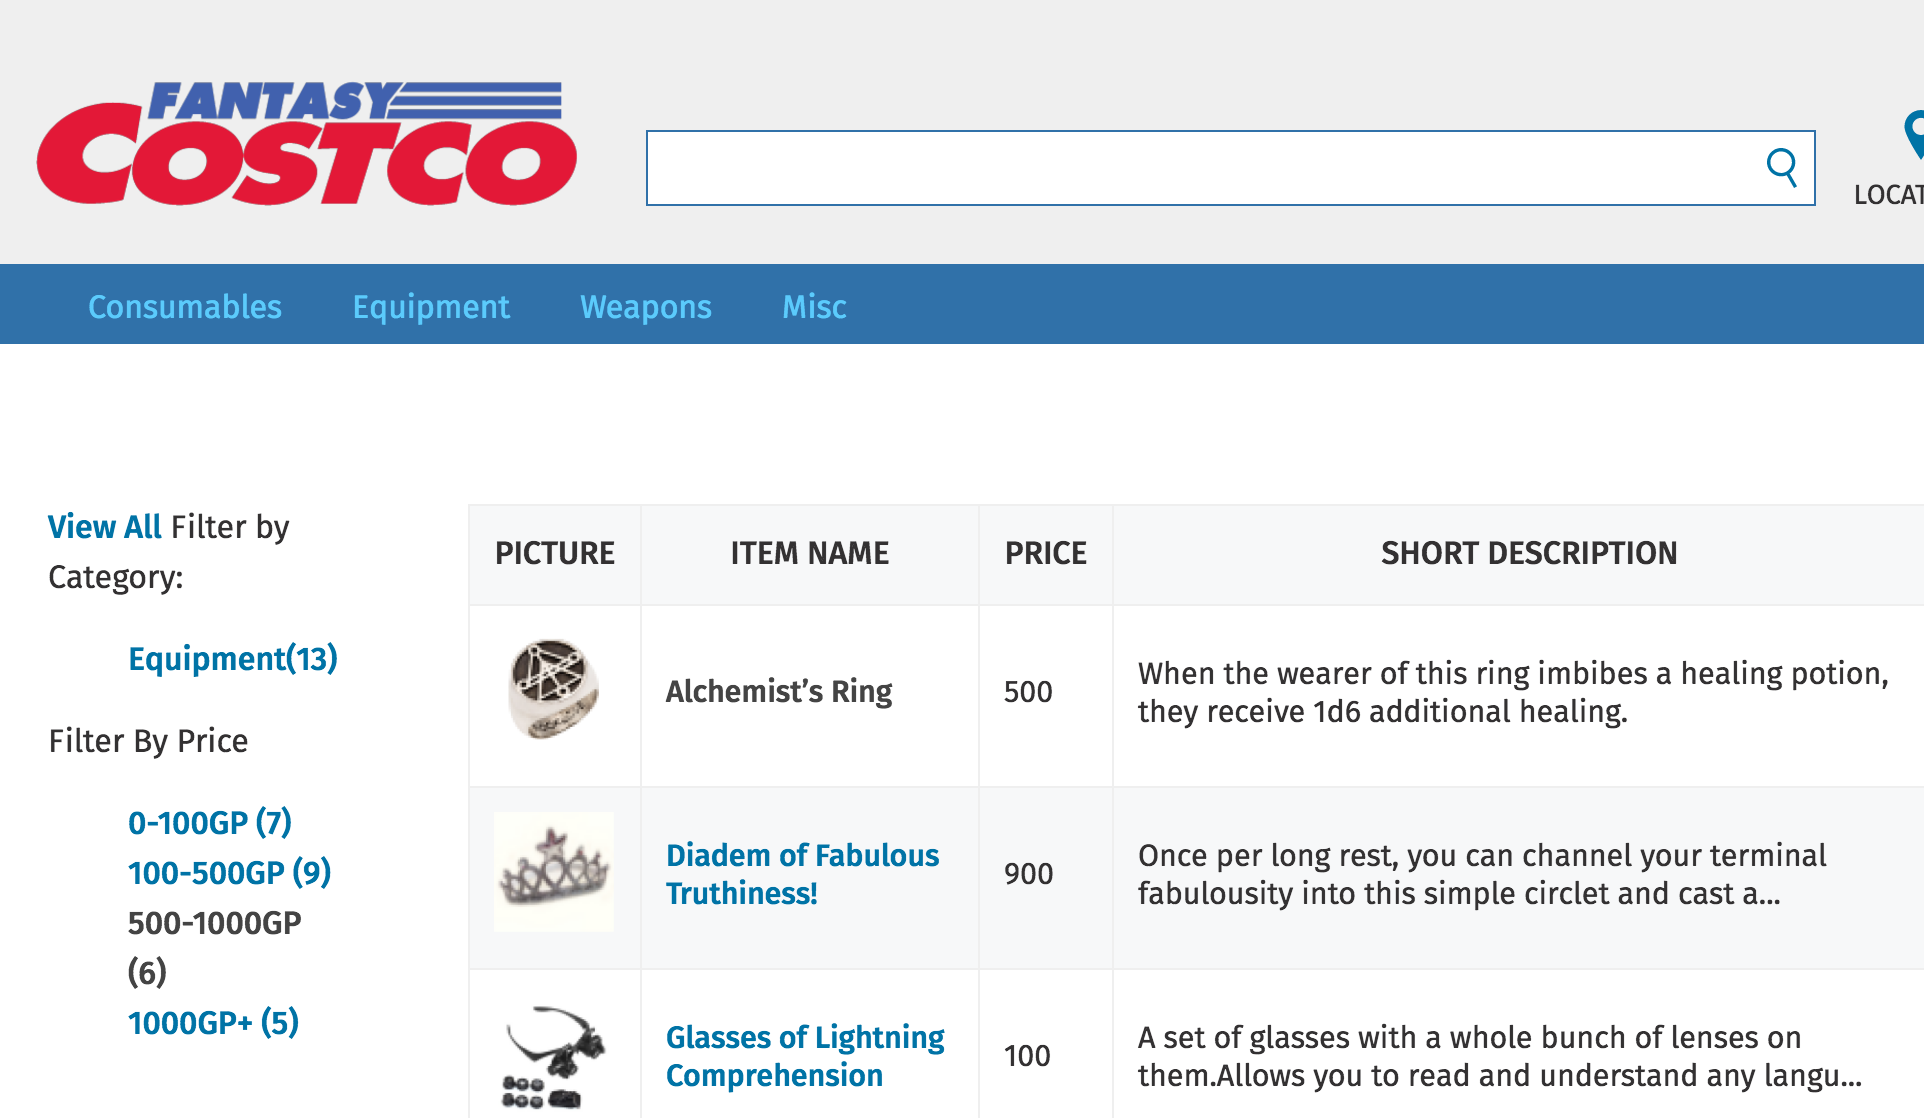 FANTASY
COSTCO
LOCAT
Consumables Equipment Weapons Misc
View All Filter by
Category:
Equipment(13)
Filter By Price
0-100GP (7)
100-500GP (9)
500-1000GP
(6)
1000GP+ (5)
PICTURE ITEM NAME PRICE SHORT DESCRIPTION
Alchemist’s Ring
500
When the wearer of this ring imbibes a healing potion,
they receive 1d6 additional healing.
Diadem of Fabulous
Truthiness!
900
Once per long rest, you can channel your terminal
fabulousity into this simple circlet and cast a...
Glasses of Lightning
Comprehension
100
A set of glasses with a whole bunch of lenses on
them.Allows you to read and understand any langu...